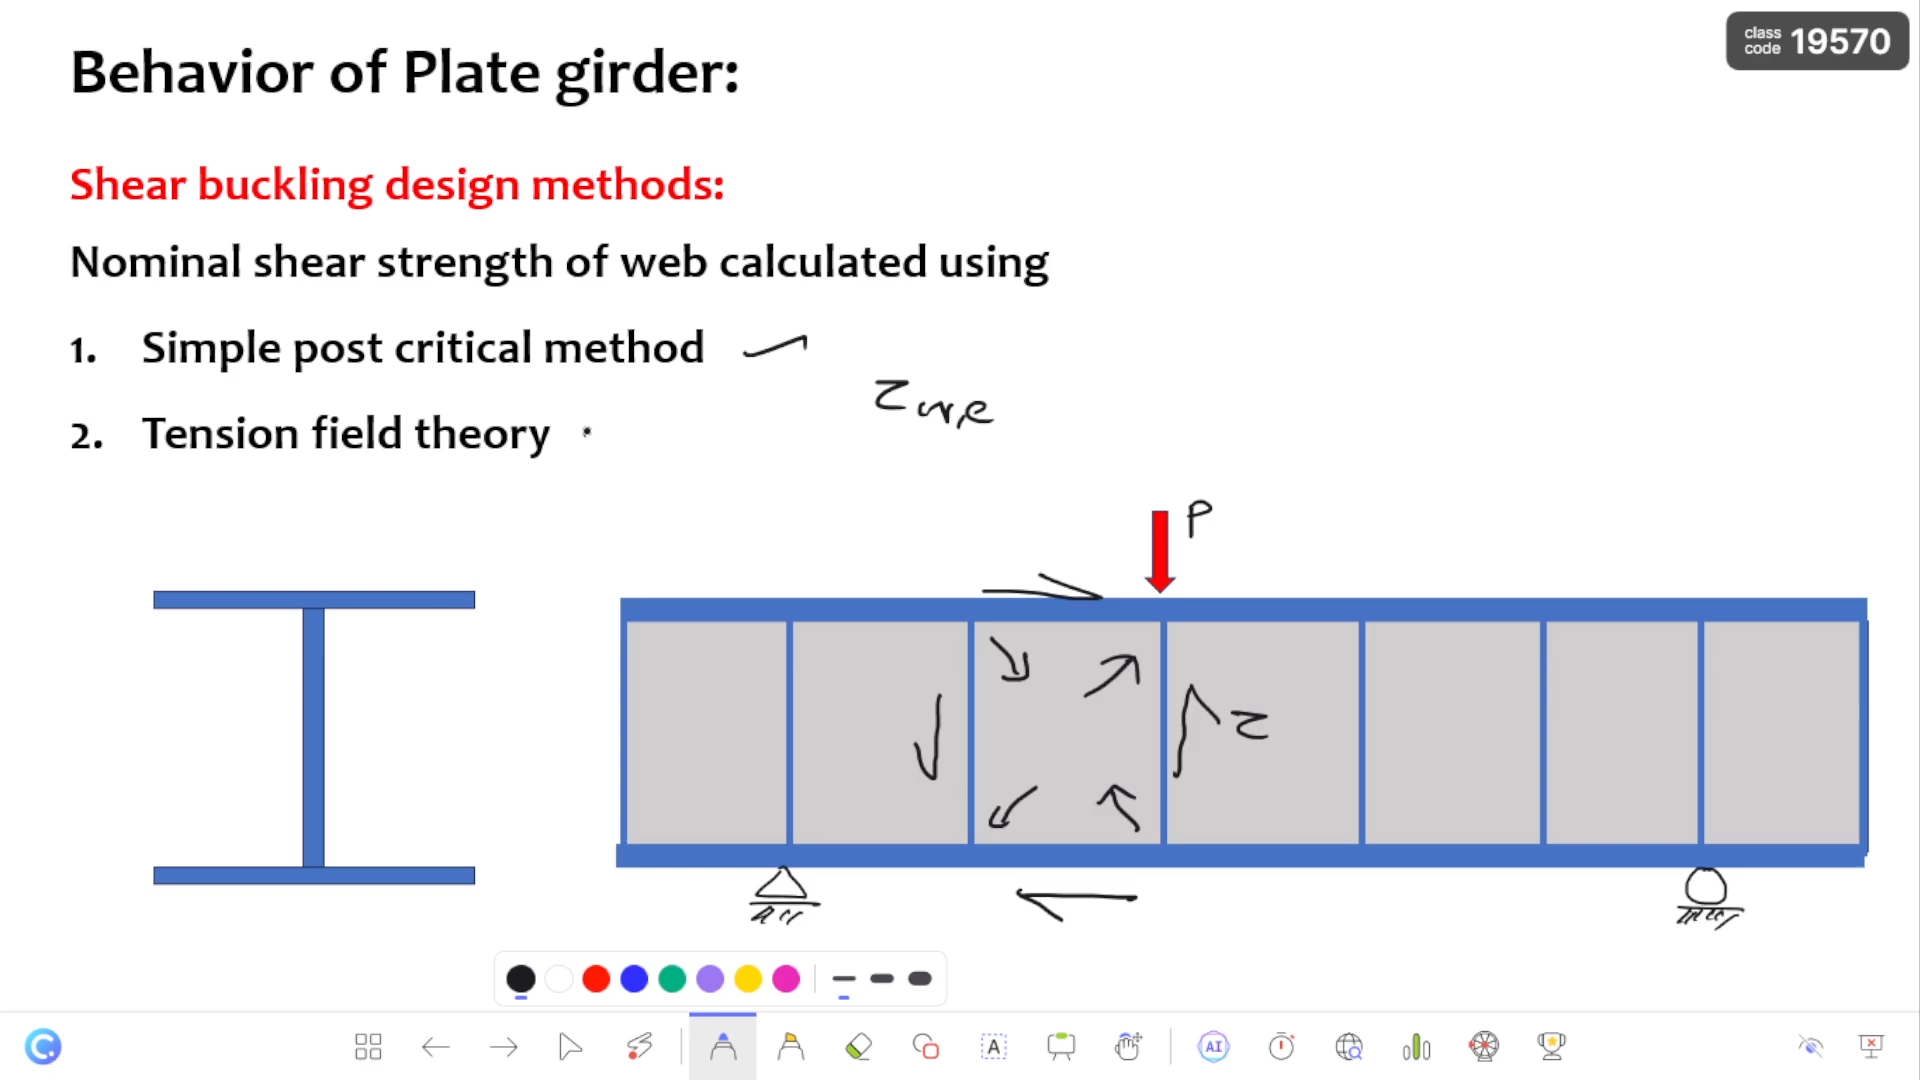 Behavior of Plate girder:
class code 19570
Shear buckling design methods:
Nominal shear strength of web calculated using
1. Simple post critical method
2. Tension field theory
P
A
AI